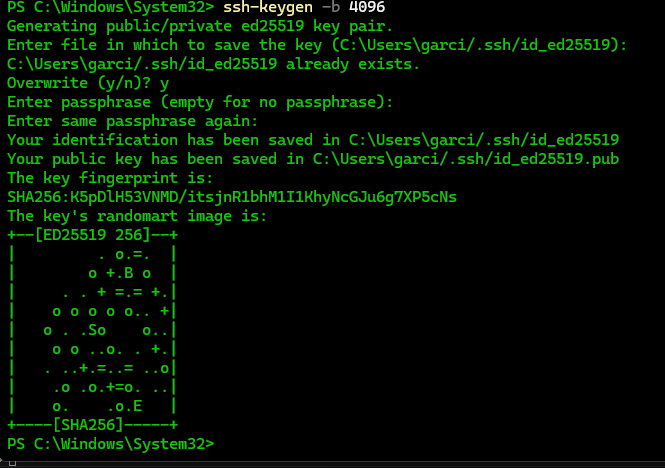 PS C:\Windows\System32> ssh-keygen -b 4096
Generating public/private ed25519 key pair.
Enter file in which to save the key (C:\Users\garci/.ssh/id_ed25519):
C:\Users\garci/.ssh/id_ed25519 already exists.
Overwrite (y/n)? y
Enter passphrase (empty for no passphrase):
Enter same passphrase again:
Your identification has been saved in C:\Users\garci/.ssh/id_ed25519
Your public key has been saved in C:\Users\garci/.ssh/id_ed25519.pub
The key fingerprint is:
SHA256:K5pDlH53VNMD/itsjnR1bhM1I1KhyNcGJu6g7XP5cNs
The key's randomart image is:
+--[ED25519 256]--+
|         . o.=.  |
|        o +.B o  |
|     . . + =.= +.|
|    o o o o o.. +|
|   o . .So    o..|
|    o o ..o. . +.|
|   . ..+.=..= ..o|
|    .o .o.+=o. ..|
|    o.    .o.E   |
+----[SHA256]-----+
PS C:\Windows\System32>